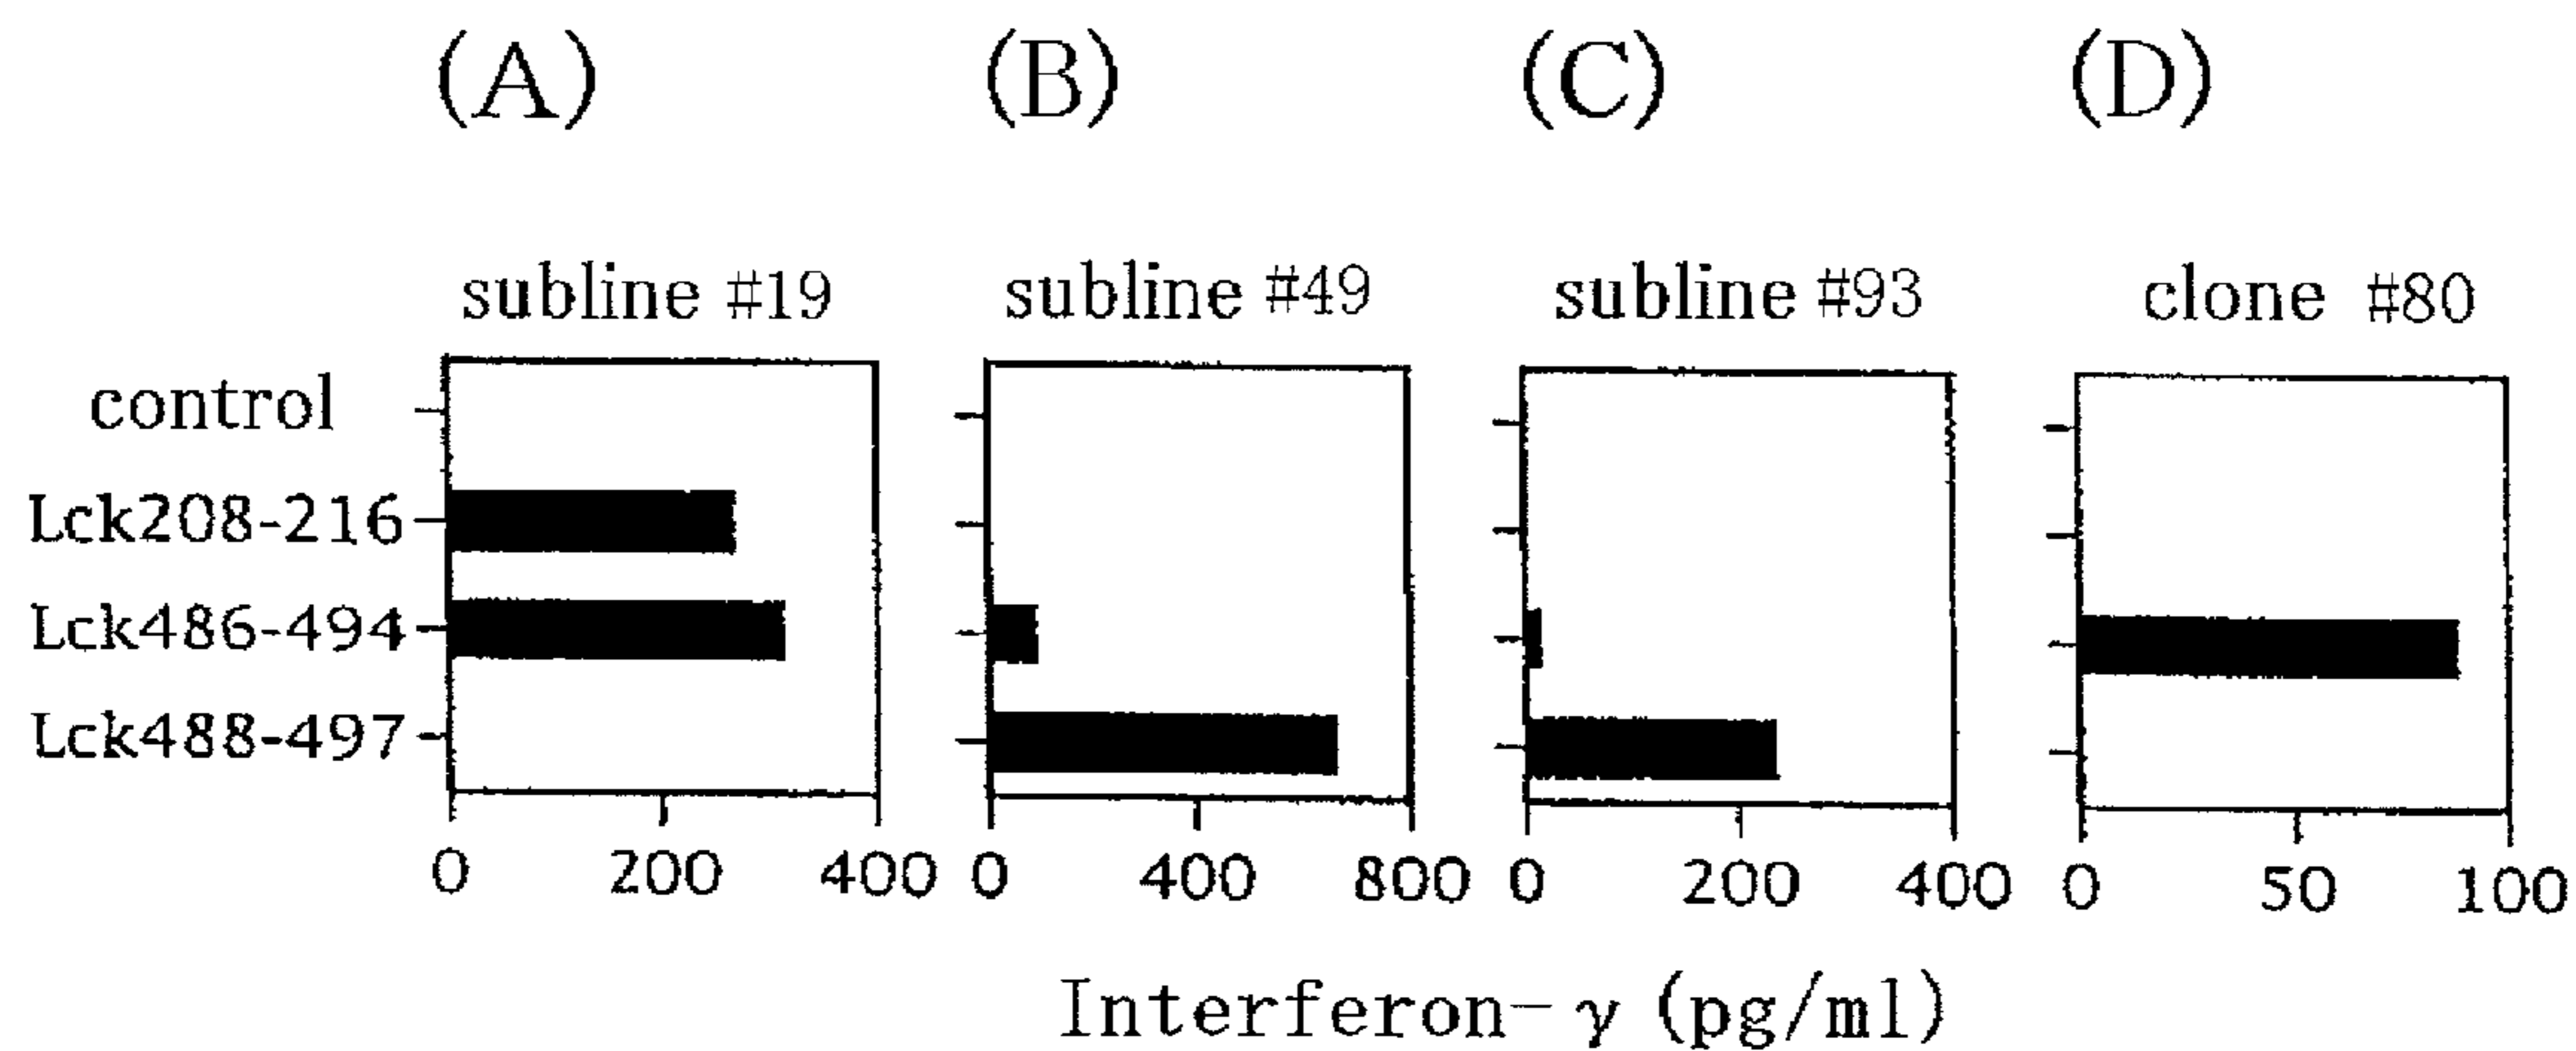 (A) (B) (C) (D)
subline #19 subline #49 subline #93 clone #80
control
Lck208-216
Lck486-494
Lck488-497
0 200 400 0 400 800 0 200 400 0 50 100
Interferon-γ (pg/ml)